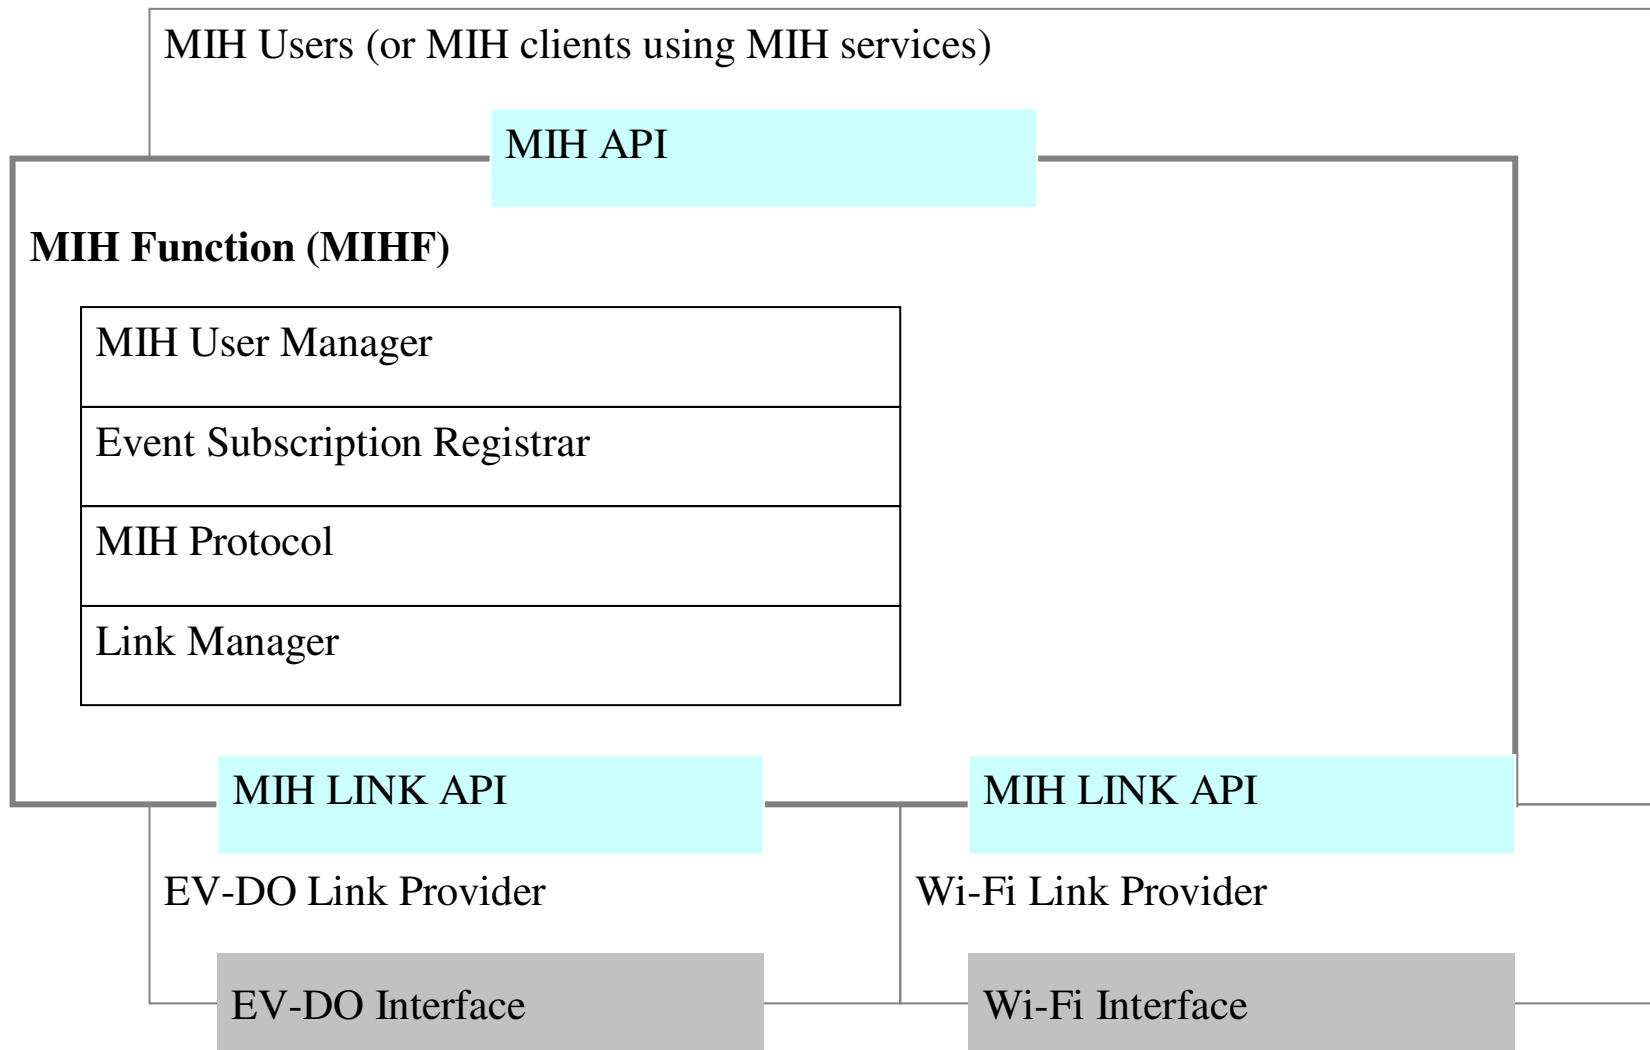 MIH Users (or MIH clients using MIH services)
MIH API
MIH Function (MIHF)
MIH User Manager
Event Subscription Registrar
MIH Protocol
Link Manager
MIH LINK API
MIH LINK API
EV-DO Link Provider
Wi-Fi Link Provider
EV-DO Interface
Wi-Fi Interface